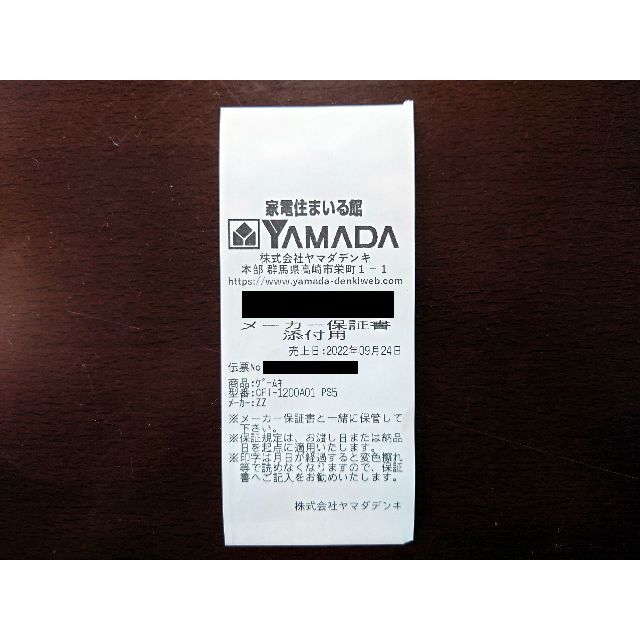 家電住まいる館
YAMADA
株式会社ヤマダデンキ
本部 群馬県高崎市栄町1-1
https://www.yamada-denkiweb.com
メーカー保証書
添付用
売上日:2022年09月24日
伝票No
商品:ｹﾞｰﾑｷ
型番:CFI-1200A01 PS5
ﾒｰｶｰ:ZZ
※メーカー保証書と一緒に保管して
下さい。
※保証規定は、お渡し日または納品
日を起点に適用いたします。
※印字は月日が経過すると変色擦れ
等で読めなくなりますので、保証
書へご記入をお勧めいたします。
株式会社ヤマダデンキ